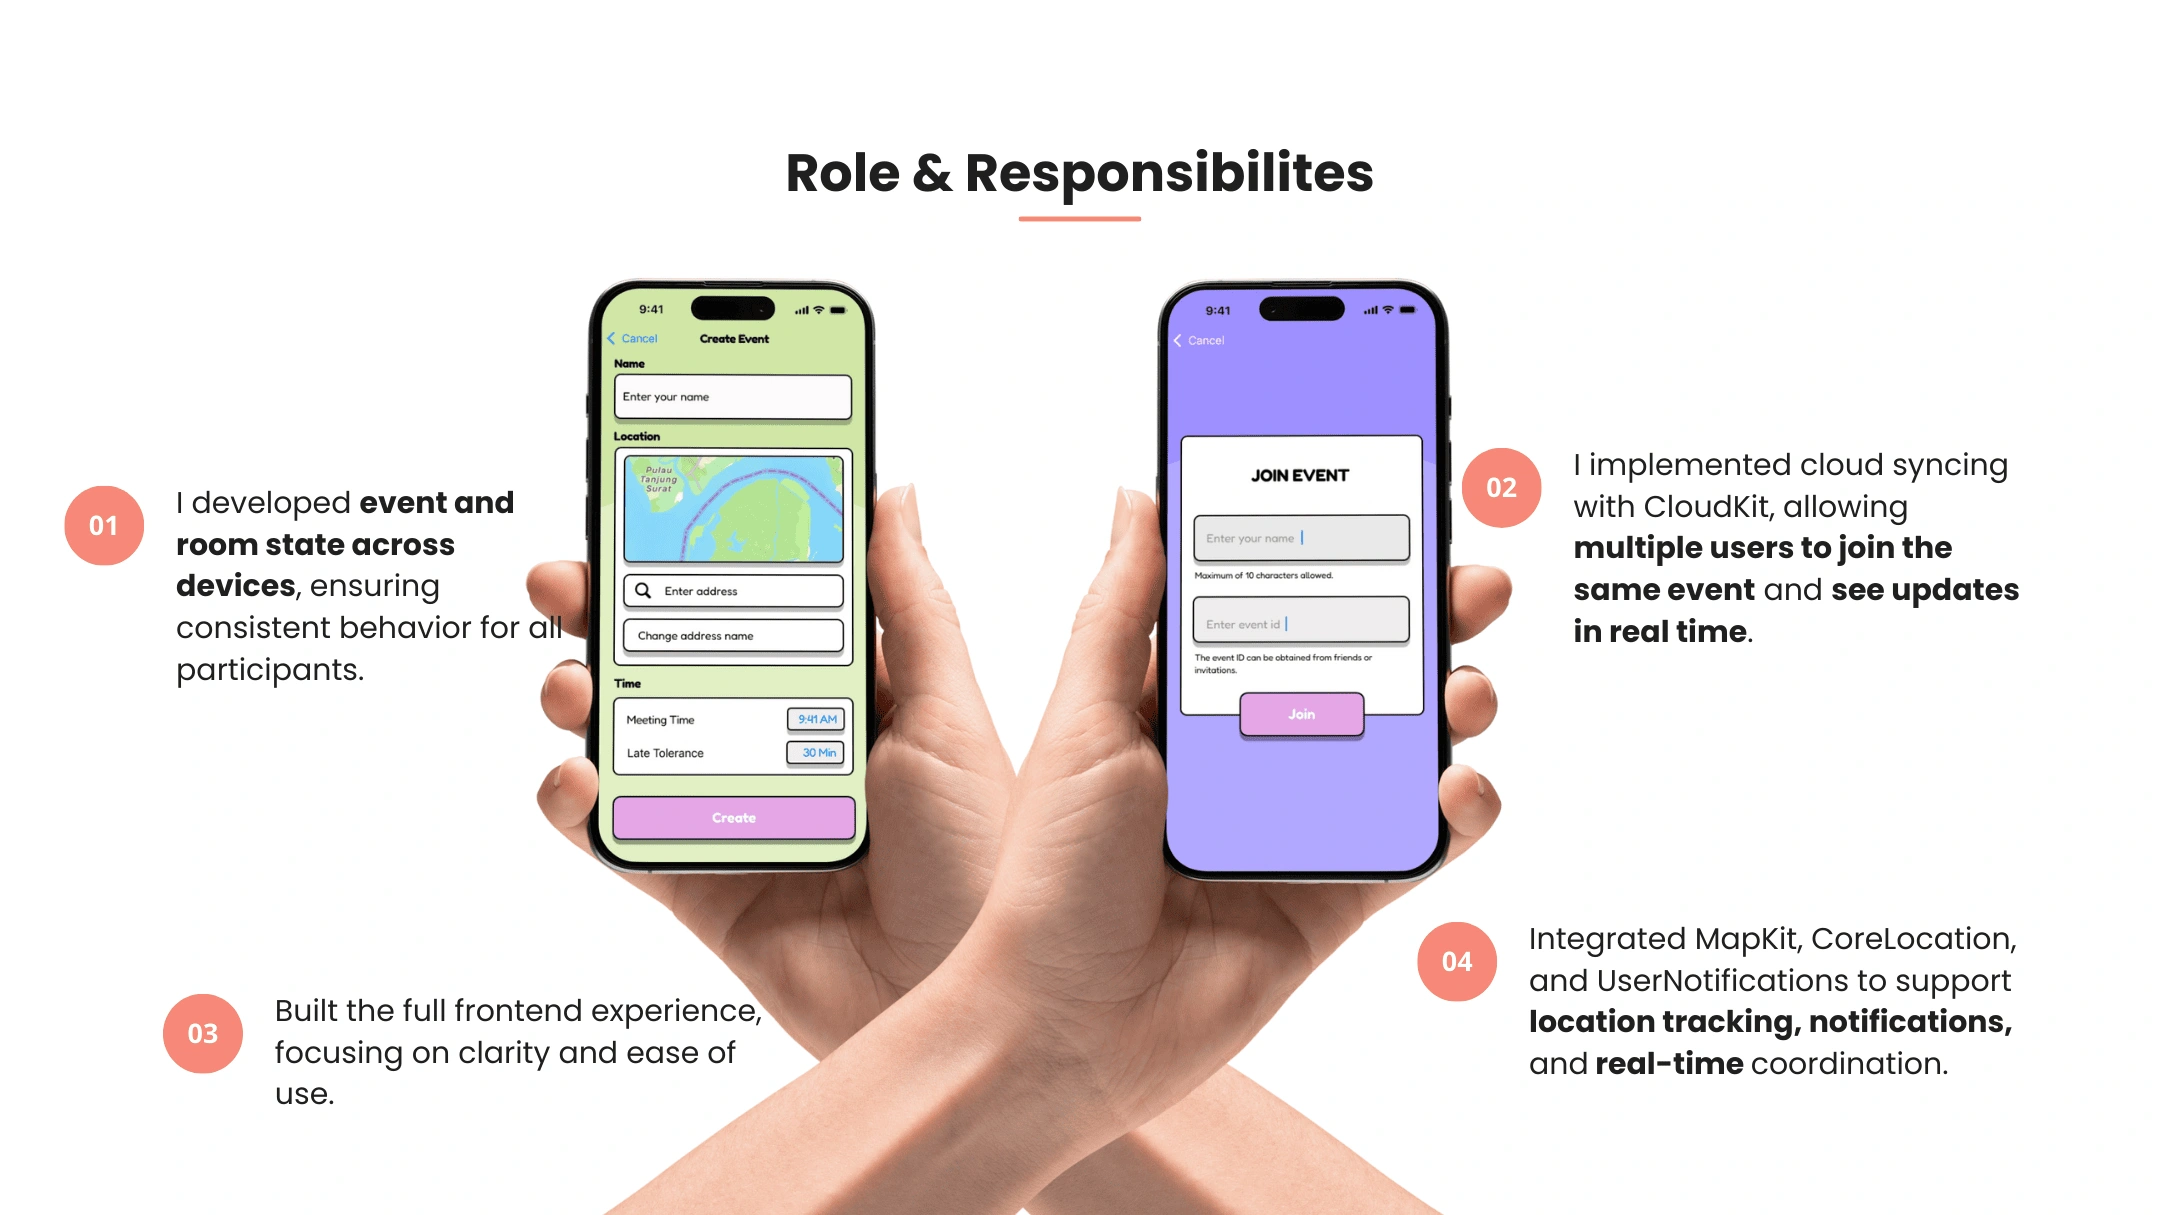 Role & Responsibilites
9:41
Cancel
Create Event
Name
Enter your name
Location
Pulau
Tanjung
Surat
Enter address
Change address name
Time
Meeting Time
9:41 AM
Late Tolerance
30 Min
Create
9:41
Cancel
JOIN EVENT
Enter your name
Maximum of 10 characters allowed.
Enter event id
The event ID can be obtained from friends or
invitations.
Join
01
I developed event and
room state across
devices, ensuring
consistent behavior for all
participants.
02
I implemented cloud syncing
with CloudKit, allowing
multiple users to join the
same event and see updates
in real time.
03
Built the full frontend experience,
focusing on clarity and ease of
use.
04
Integrated MapKit, CoreLocation,
and UserNotifications to support
location tracking, notifications,
and real-time coordination.